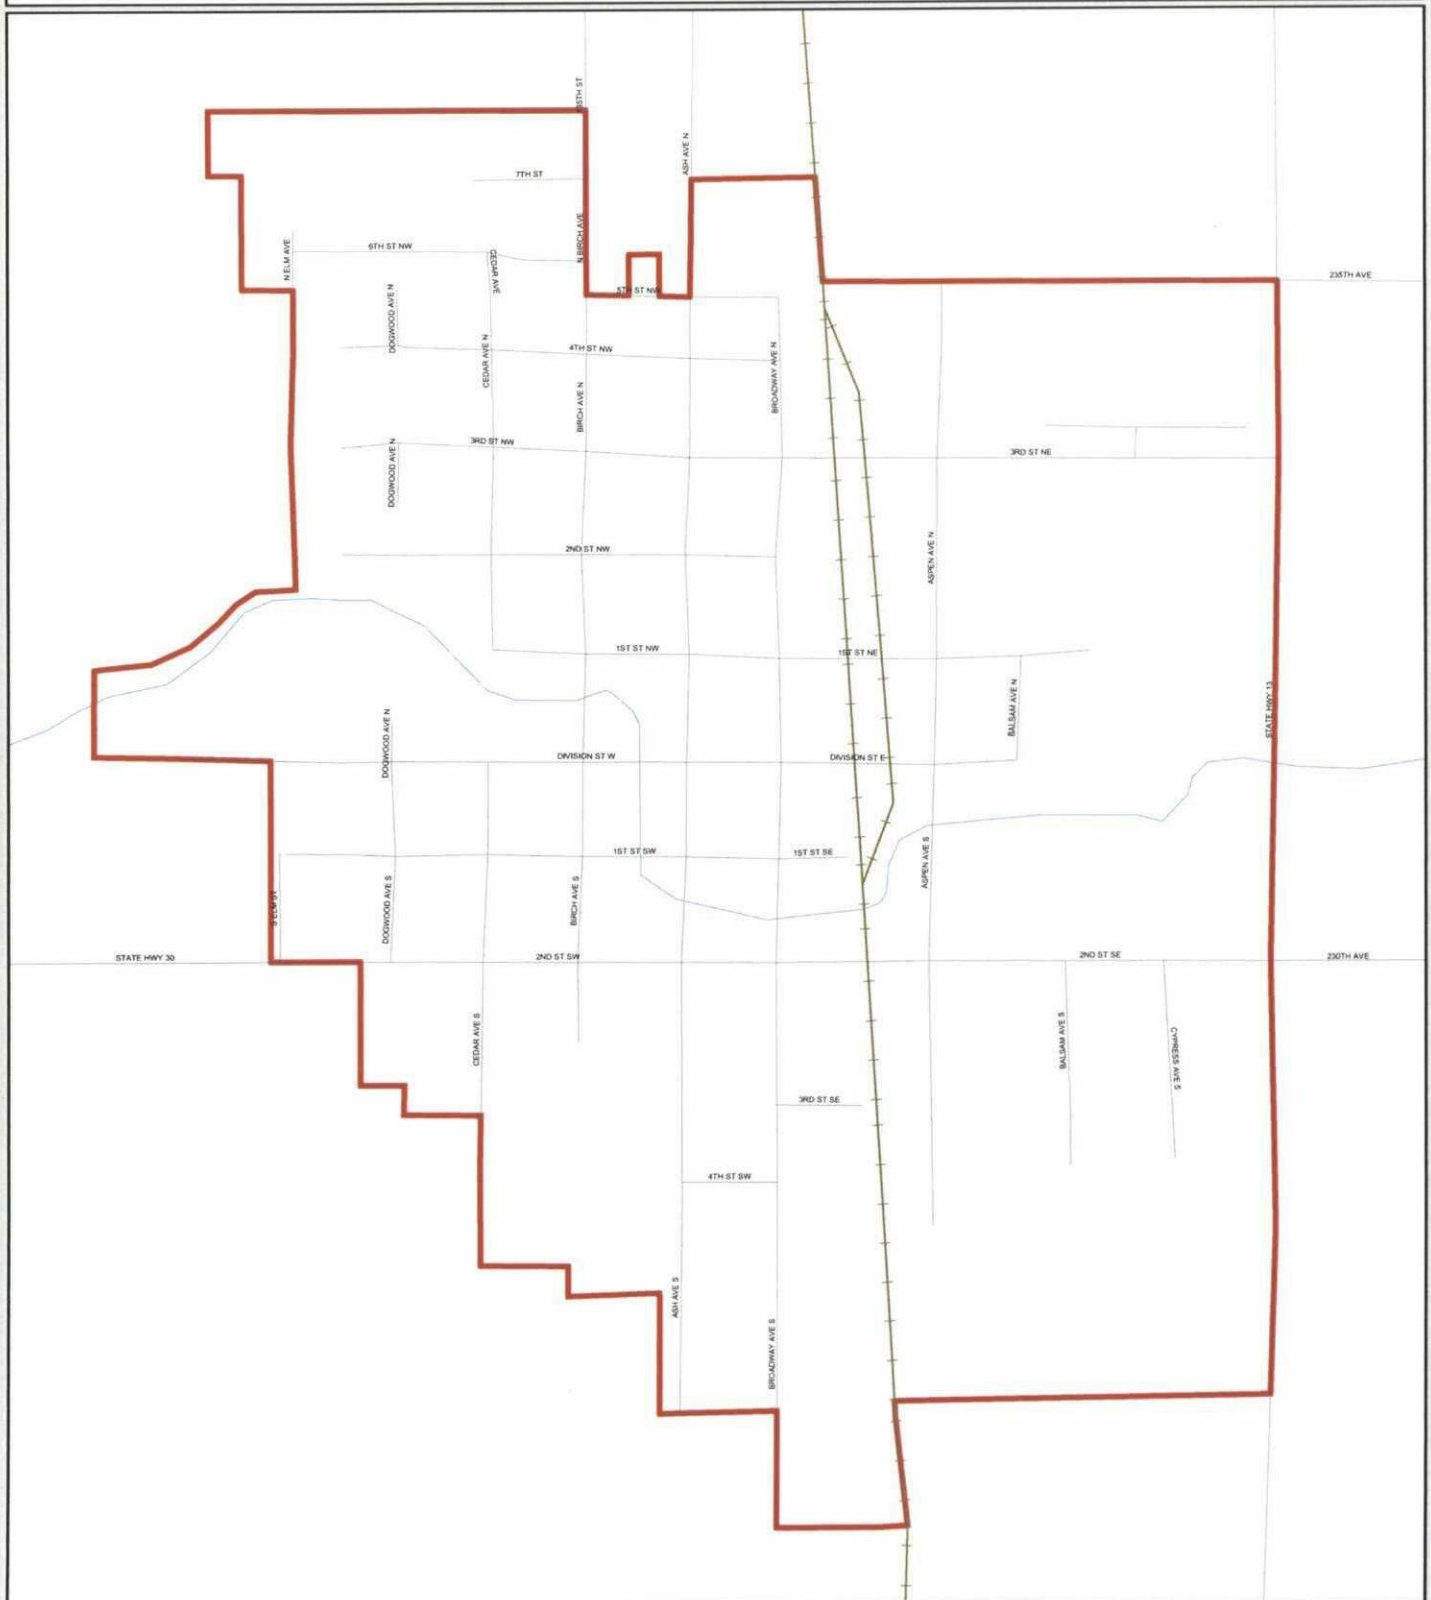 135TH ST
ASH AVE N
7TH ST
N BIRCH AVE
N ELM AVE
6TH ST NW
CEDAR AVE
235TH AVE
DOGWOOD AVE N
5TH ST NW
4TH ST NW
CEDAR AVE N
BROADWAY AVE N
BIRCH AVE N
3RD ST NW
DOGWOOD AVE N
3RD ST NE
2ND ST NW
ASPEN AVE N
1ST ST NW
1ST ST NE
BALSAM AVE N
STATE HWY 13
DOGWOOD AVE N
DIVISION ST W
DIVISION ST E
1ST ST SW
1ST ST SE
ASPEN AVE S
S ELM ST
DOGWOOD AVE S
BIRCH AVE S
STATE HWY 30
2ND ST SW
2ND ST SE
230TH AVE
CEDAR AVE S
BALSAM AVE S
CYPRESS AVE S
3RD ST SE
4TH ST SW
ASH AVE S
BROADWAY AVE S